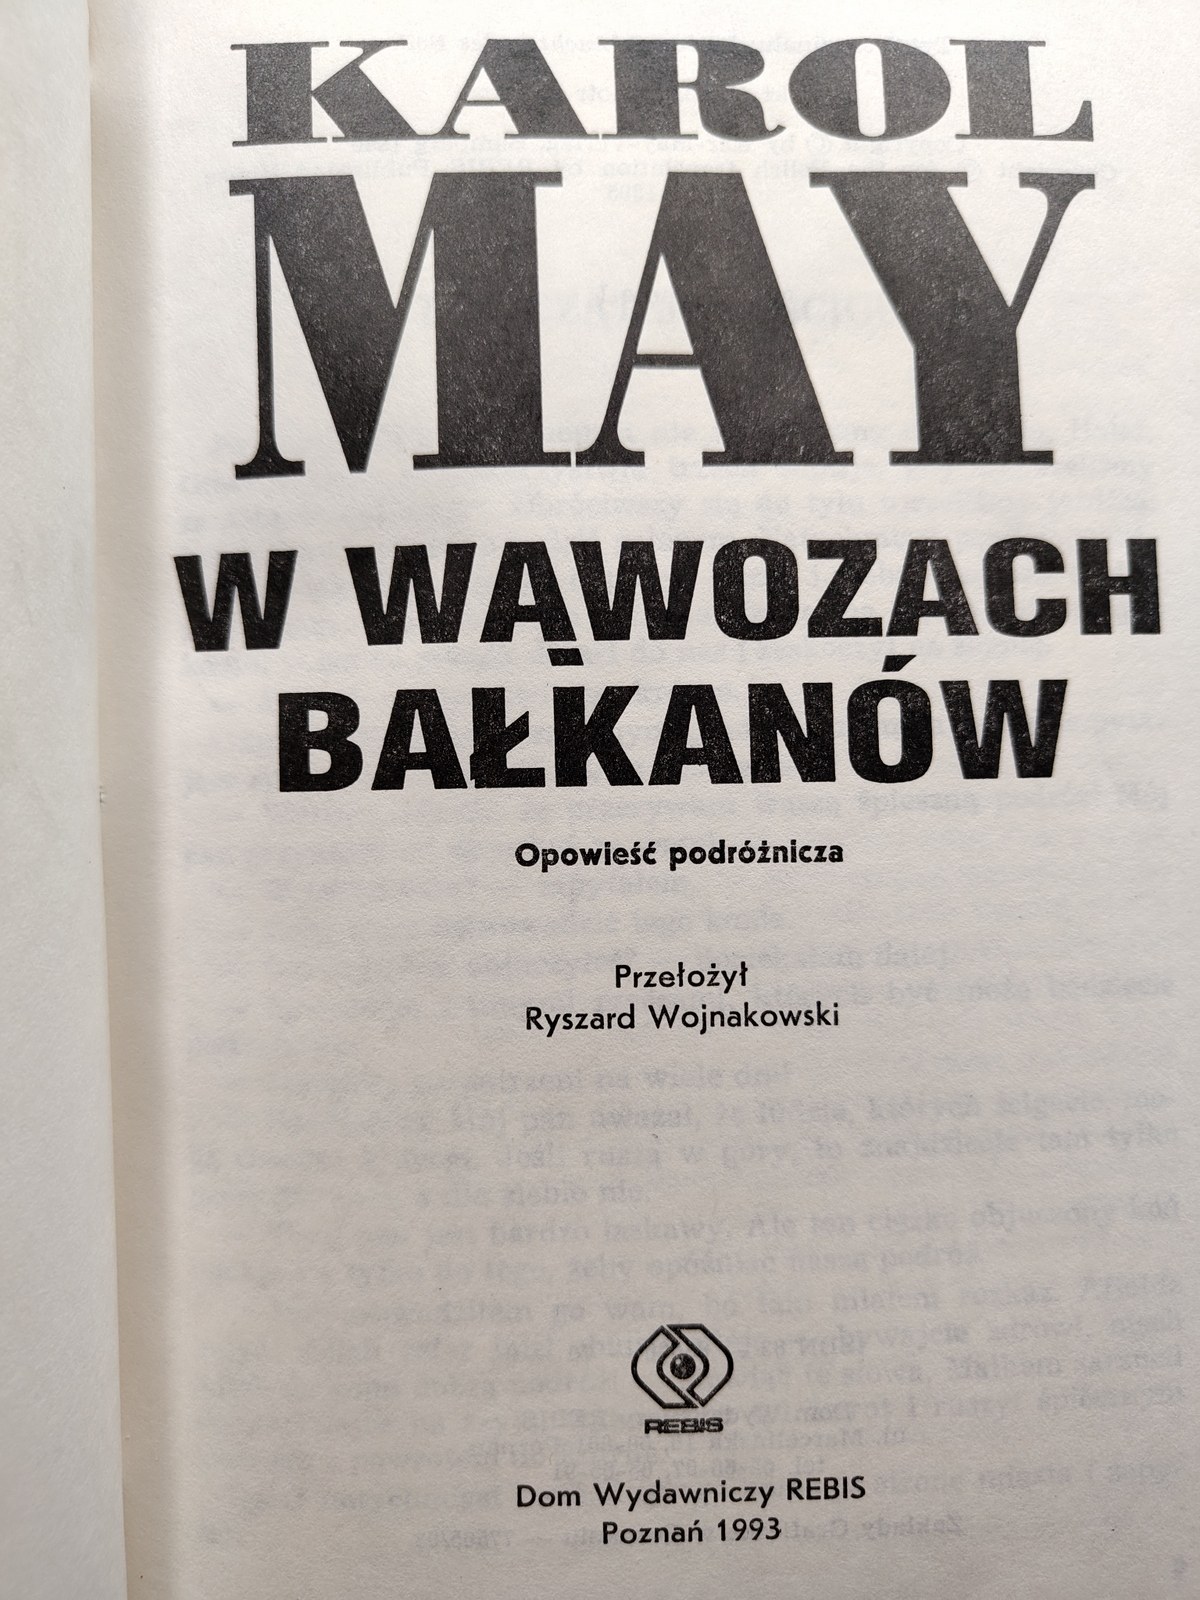 KAROL
MAY
W WĄWOZACH
BAŁKANÓW
Opowieść podróżnicza
Przełożył
Ryszard Wojnakowski
REBIS
Dom Wydawniczy REBIS
Poznań 1993